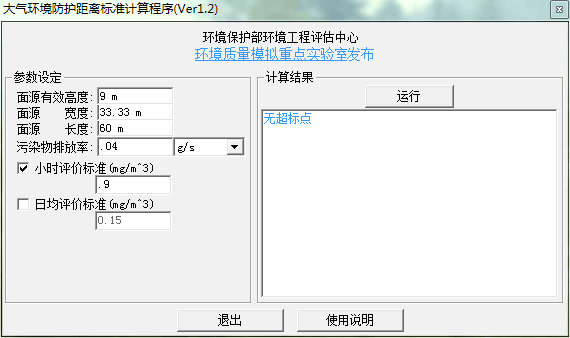 大气环境防护距离标准计算程序(Ver1.2)
环境保护部环境工程评估中心
环境质量模拟重点实验室发布
参数设定
面源有效高度: 9 m
面源 宽度: 33.33 m
面源 长度: 60 m
污染物排放率: .04 g/s
小时评价标准(mg/m^3)
.9
日均评价标准(mg/m^3)
0.15
计算结果
运行
无超标点
退出
使用说明